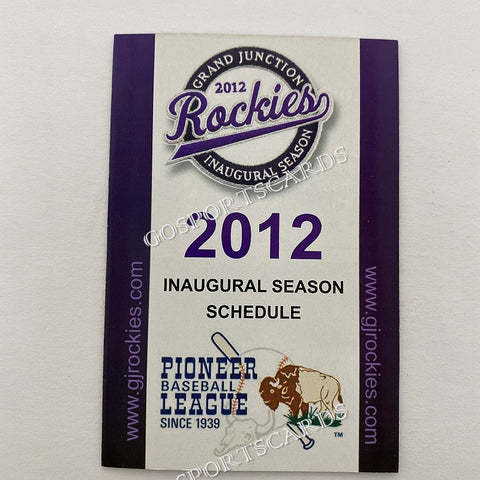 GRAND JUNCTION
2012
Rockies
INAUGURAL SEASON
2012
INAUGURAL SEASON
SCHEDULE
www.gjrockies.com
www.gjrockies.com
PIONEER
BASEBALL
LEAGUE
SINCE 1939
TM
GOSPORTSCARDS
GOSPORTSCARDS